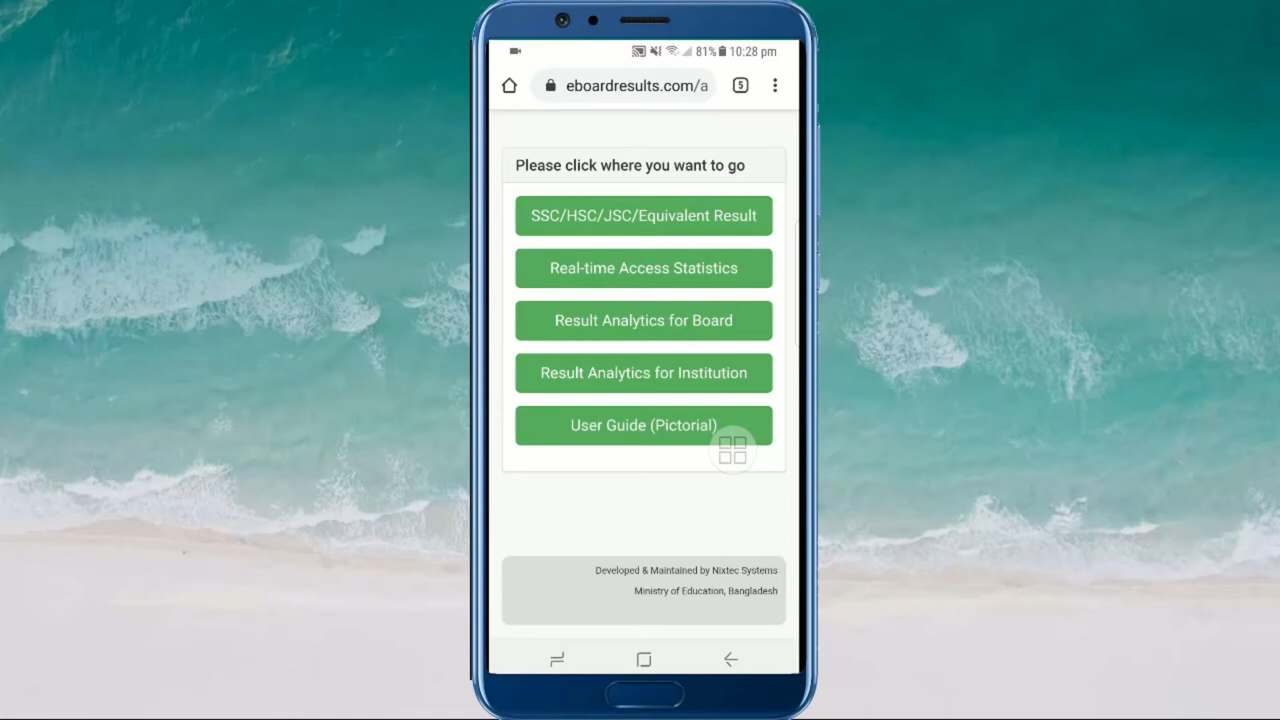 81% 10:28 pm
eboardresults.com/a
5
Please click where you want to go
SSC/HSC/JSC/Equivalent Result
Real-time Access Statistics
Result Analytics for Board
Result Analytics for Institution
User Guide (Pictorial)
Developed & Maintained by Nixtec Systems
Ministry of Education, Bangladesh